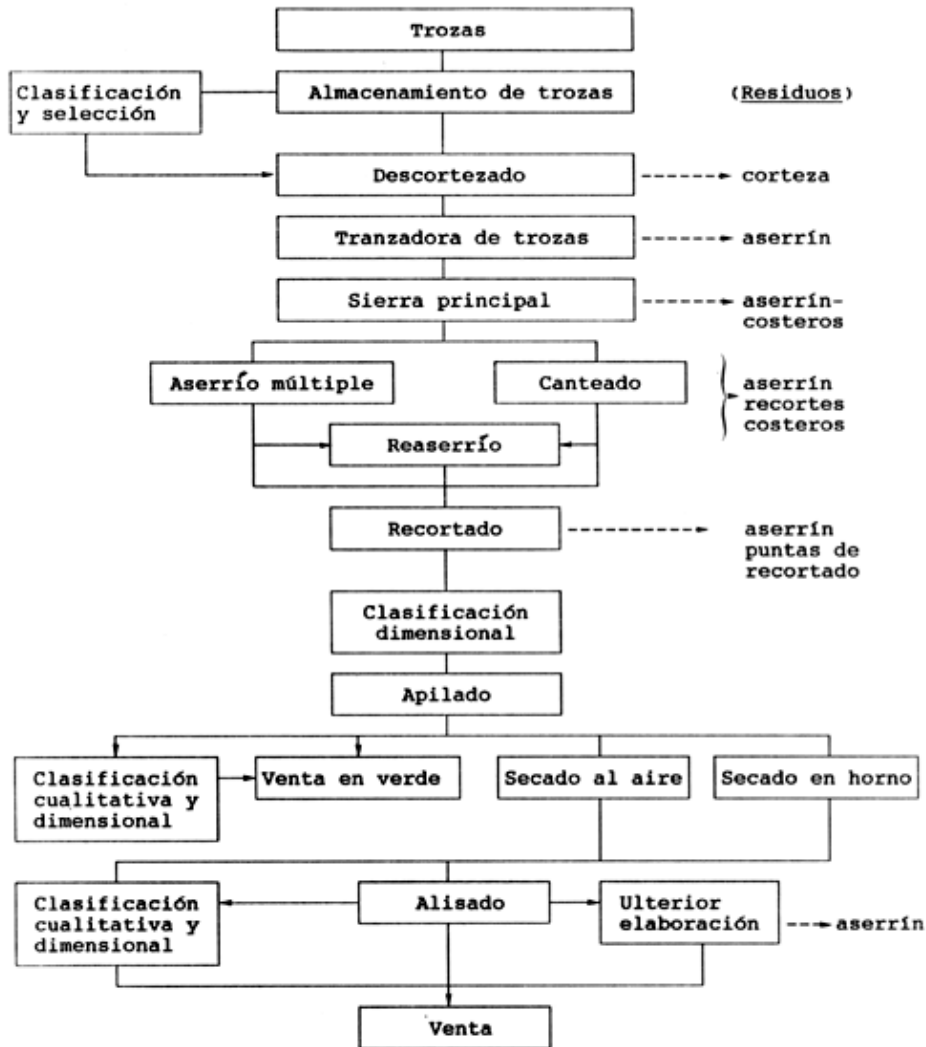 Trozas
Clasificación
y selección
Almacenamiento de trozas
(Residuos)
Descortezado
corteza
Tranzadora de trozas
aserrín
Sierra principal
aserrín-
costeros
Aserrío múltiple
Canteado
aserrín
recortes
costeros
Reaserrío
Recortado
aserrín
puntas de
recortado
Clasificación
dimensional
Apilado
Clasificación
cualitativa y
dimensional
Venta en verde
Secado al aire
Secado en horno
Clasificación
cualitativa y
dimensional
Alisado
Ulterior
elaboración
aserrín
Venta